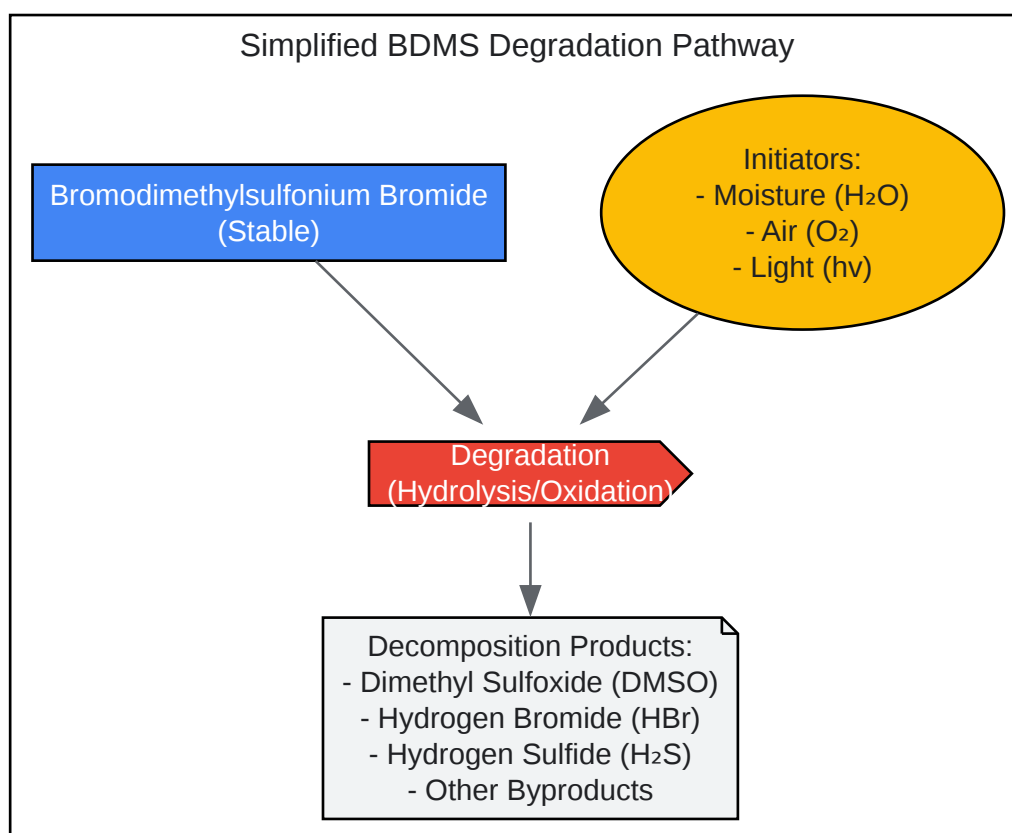 Simplified BDMS Degradation Pathway
Bromodimethylsulfonium Bromide
(Stable)
Initiators:
- Moisture (H₂O)
- Air (O₂)
- Light (hv)
Degradation
(Hydrolysis/Oxidation)
Decomposition Products:
- Dimethyl Sulfoxide (DMSO)
- Hydrogen Bromide (HBr)
- Hydrogen Sulfide (H₂S)
- Other Byproducts